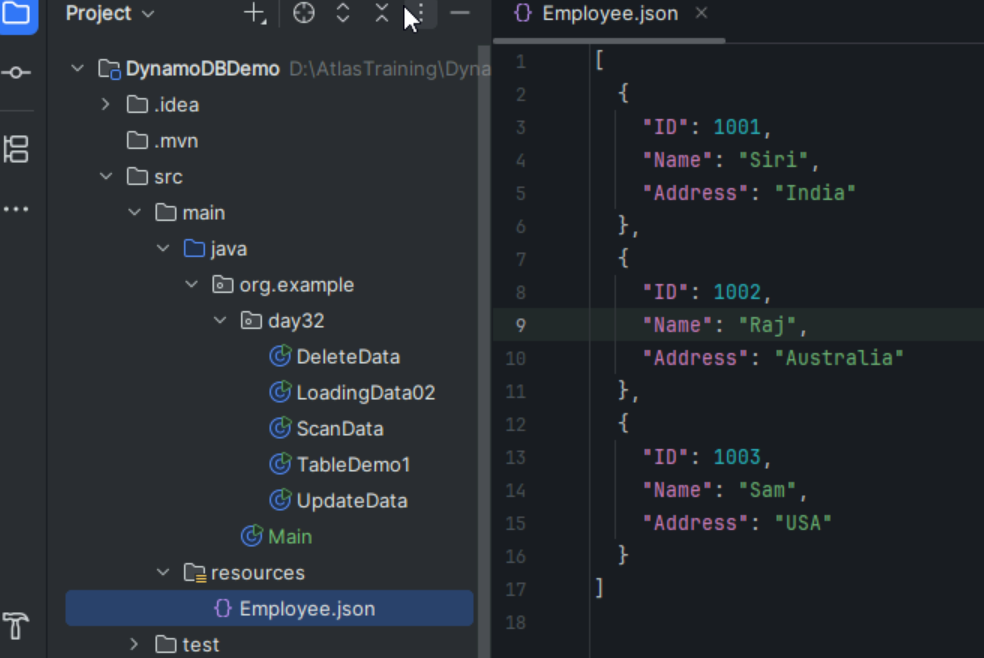 Project
DynamoDBDemo D:\AtlasTraining\Dyna
.idea
.mvn
src
main
java
org.example
day32
DeleteData
LoadingData02
ScanData
TableDemo1
UpdateData
Main
resources
Employee.json
test
Employee.json
1 [
2 {
3 "ID": 1001,
4 "Name": "Siri",
5 "Address": "India"
6 },
7 {
8 "ID": 1002,
9 "Name": "Raj",
10 "Address": "Australia"
11 },
12 {
13 "ID": 1003,
14 "Name": "Sam",
15 "Address": "USA"
16 }
17 ]
18